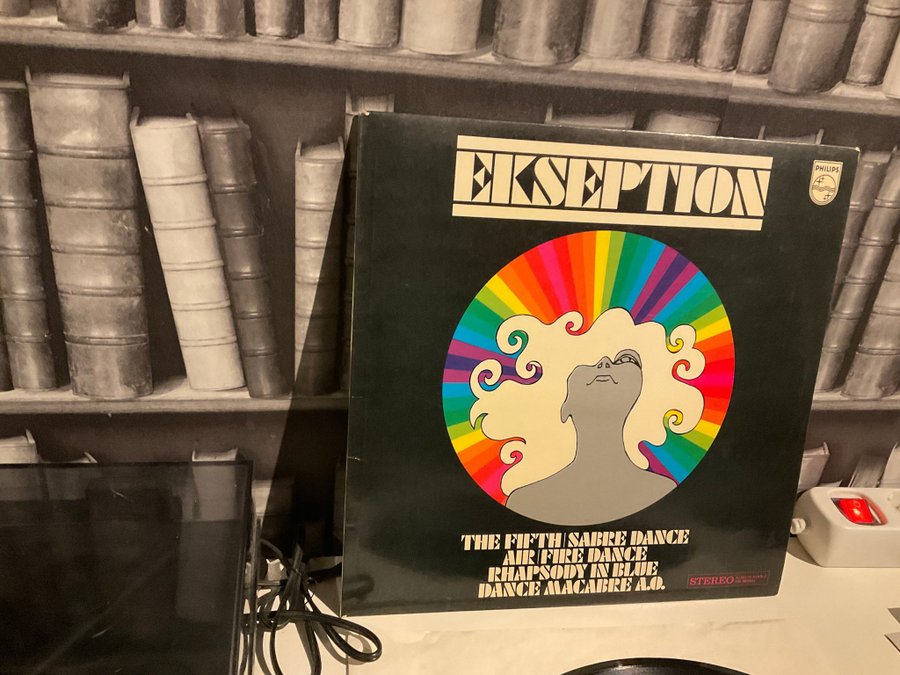 EKSEPTION
PHILIPS
THE FIFTH | SABRE DANCE
AIR | FIRE DANCE
RHAPSODY IN BLUE
DANCE MACABRE A.O.
STEREO